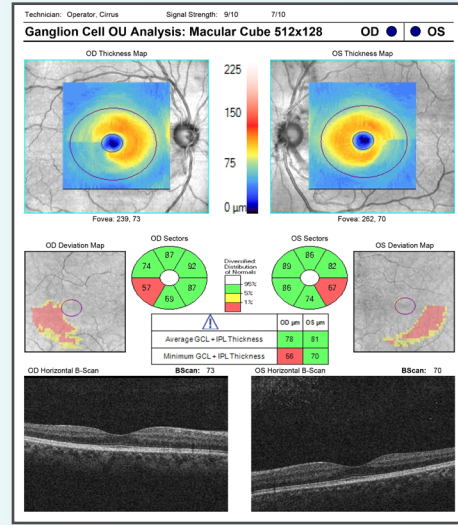 Technician: Operator, Cirrus Signal Strength: 9/10 7/10
Ganglion Cell OU Analysis: Macular Cube 512x128 OD OS
OD Thickness Map OS Thickness Map
225
150
75
0 µm
Fovea: 239, 73 Fovea: 262, 70
OD Deviation Map OD Sectors OS Sectors OS Deviation Map
87 86
74 92 89 82
57 87 86 67
69 74
Diversified:
Distribution
of Normals
95%
5%
1%
OD µm OS µm
Average GCL + IPL Thickness 78 81
Minimum GCL + IPL Thickness 56 70
OD Horizontal B-Scan BScan: 73 OS Horizontal B-Scan BScan: 70